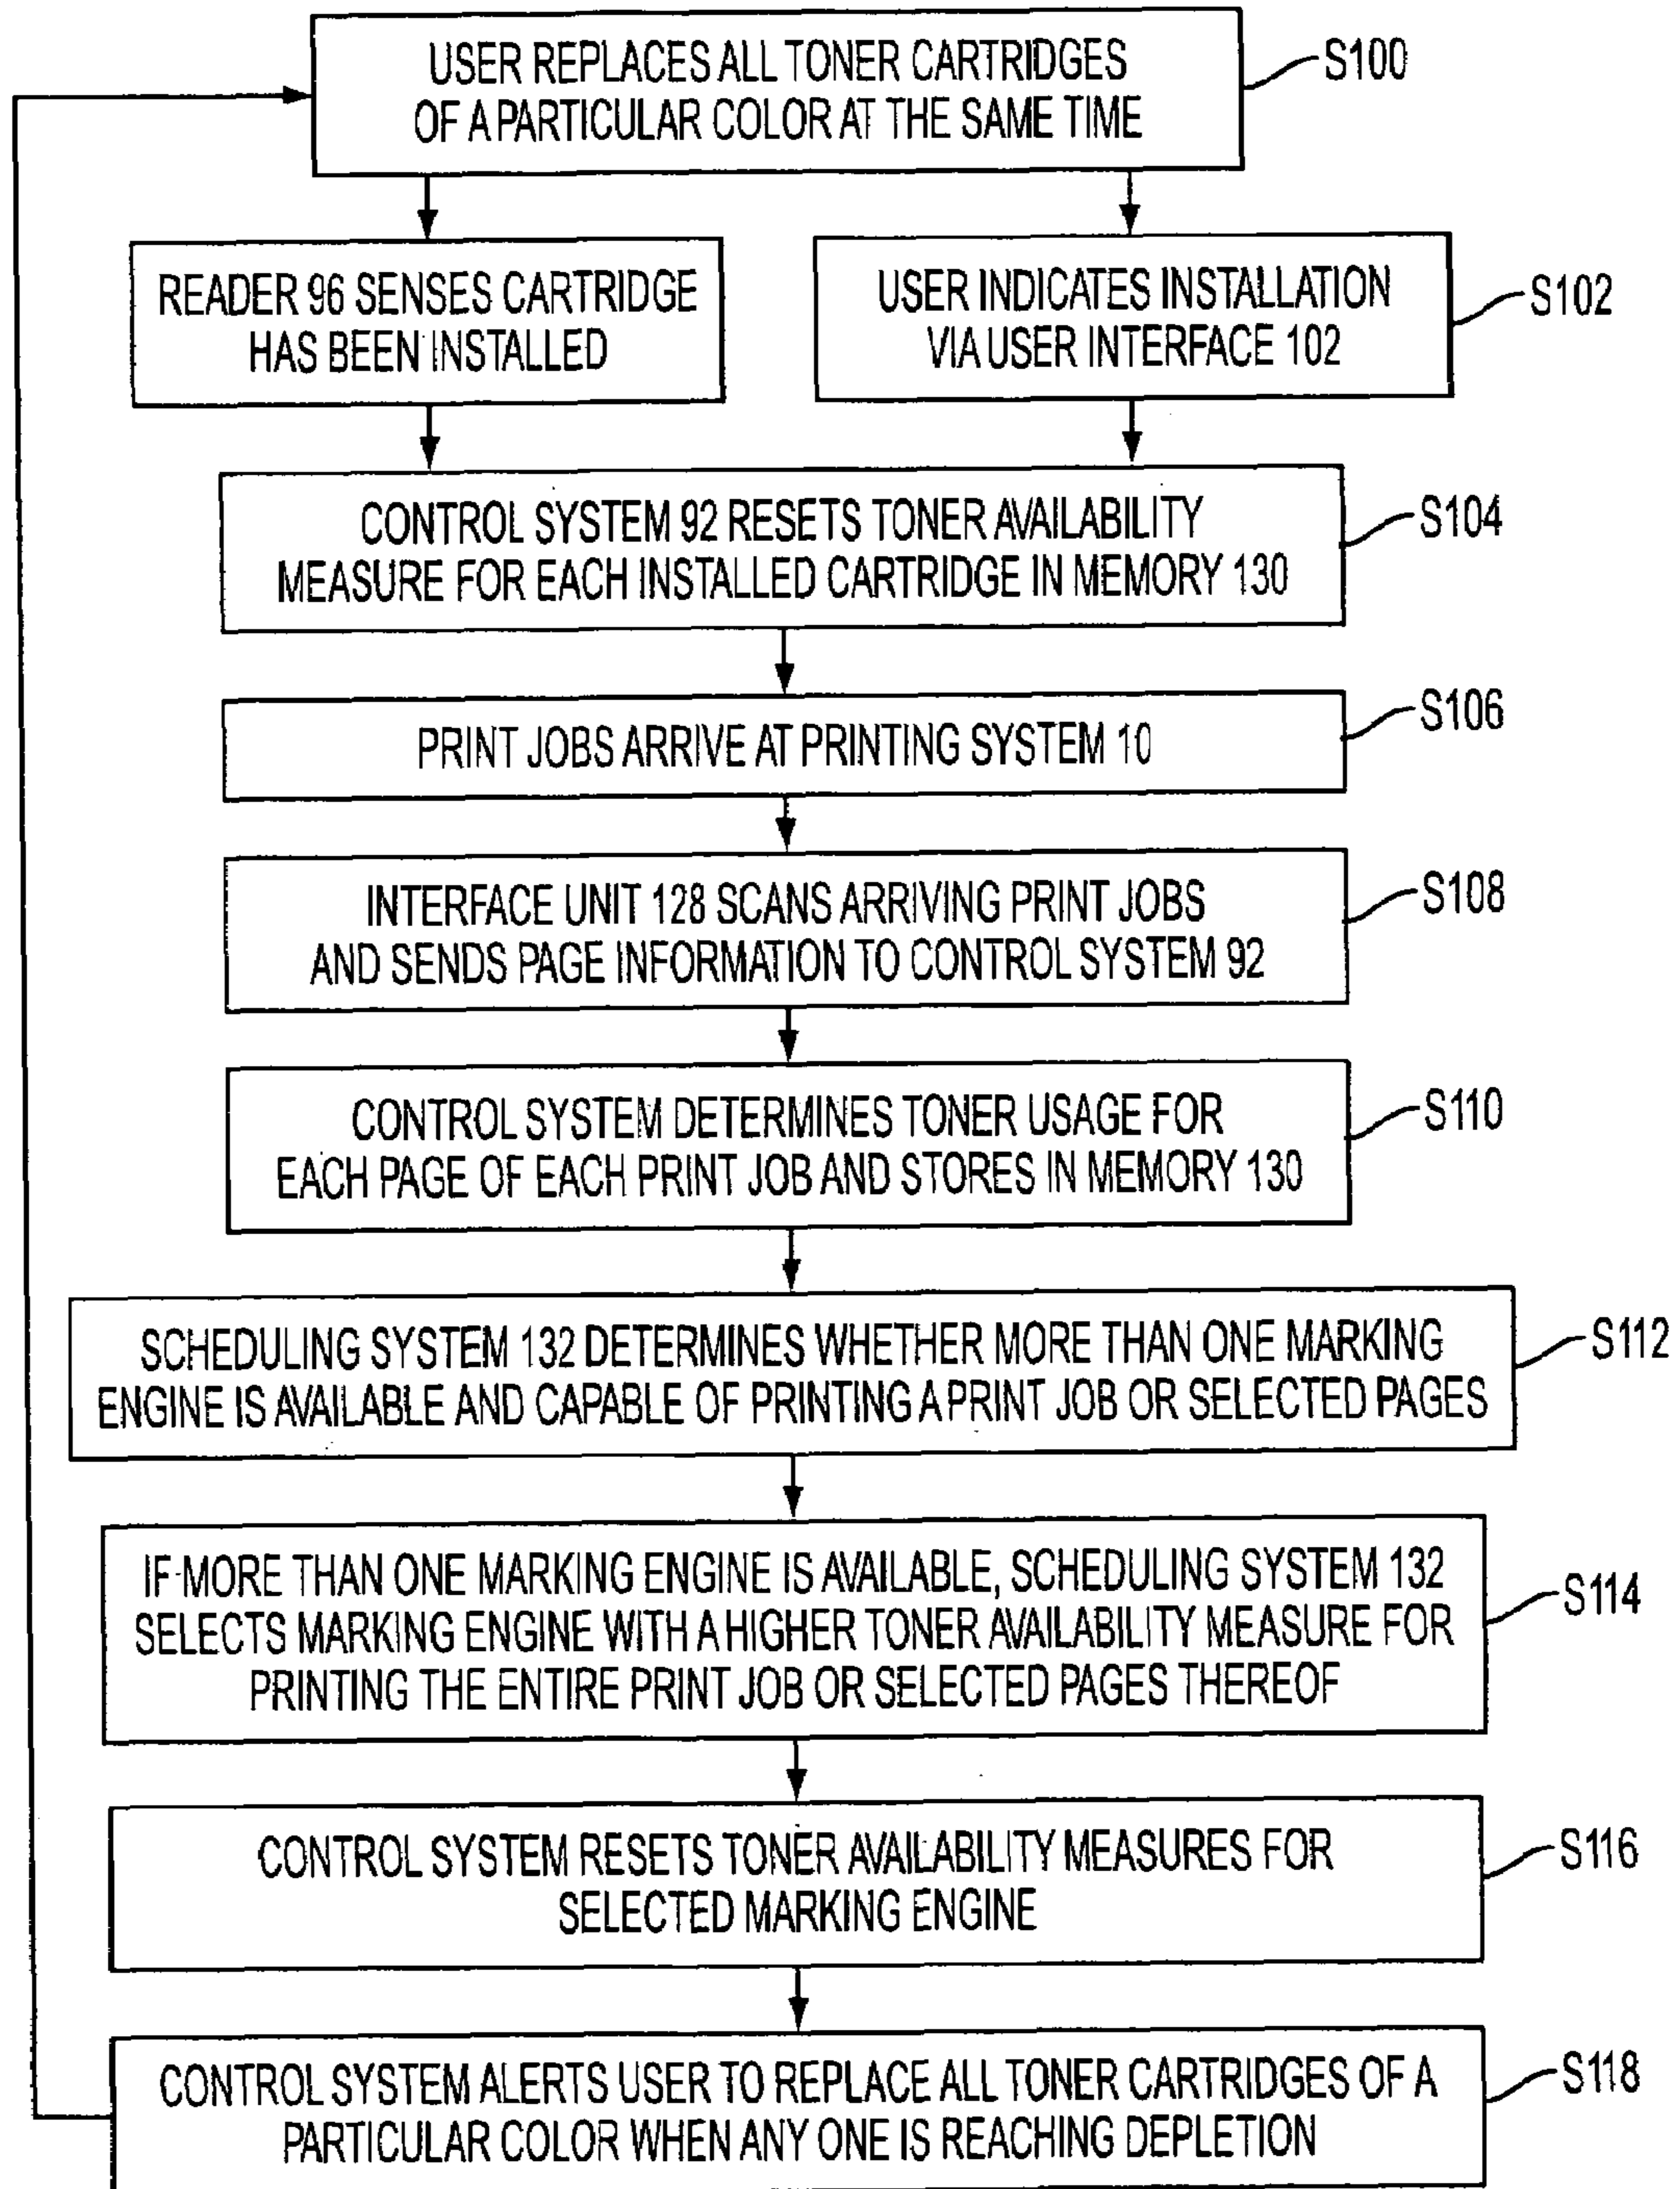 USER REPLACES ALL TONER CARTRIDGES
OF A PARTICULAR COLOR AT THE SAME TIME
S100
READER 96 SENSES CARTRIDGE
HAS BEEN INSTALLED
USER INDICATES INSTALLATION
VIA USER INTERFACE 102
S102
CONTROL SYSTEM 92 RESETS TONER AVAILABILITY
MEASURE FOR EACH INSTALLED CARTRIDGE IN MEMORY 130
S104
PRINT JOBS ARRIVE AT PRINTING SYSTEM 10
S106
INTERFACE UNIT 128 SCANS ARRIVING PRINT JOBS
AND SENDS PAGE INFORMATION TO CONTROL SYSTEM 92
S108
CONTROL SYSTEM DETERMINES TONER USAGE FOR
EACH PAGE OF EACH PRINT JOB AND STORES IN MEMORY 130
S110
SCHEDULING SYSTEM 132 DETERMINES WHETHER MORE THAN ONE MARKING
ENGINE IS AVAILABLE AND CAPABLE OF PRINTING A PRINT JOB OR SELECTED PAGES
S112
IF MORE THAN ONE MARKING ENGINE IS AVAILABLE, SCHEDULING SYSTEM 132
SELECTS MARKING ENGINE WITH A HIGHER TONER AVAILABILITY MEASURE FOR
PRINTING THE ENTIRE PRINT JOB OR SELECTED PAGES THEREOF
S114
CONTROL SYSTEM RESETS TONER AVAILABILITY MEASURES FOR
SELECTED MARKING ENGINE
S116
CONTROL SYSTEM ALERTS USER TO REPLACE ALL TONER CARTRIDGES OF A
PARTICULAR COLOR WHEN ANY ONE IS REACHING DEPLETION
S118